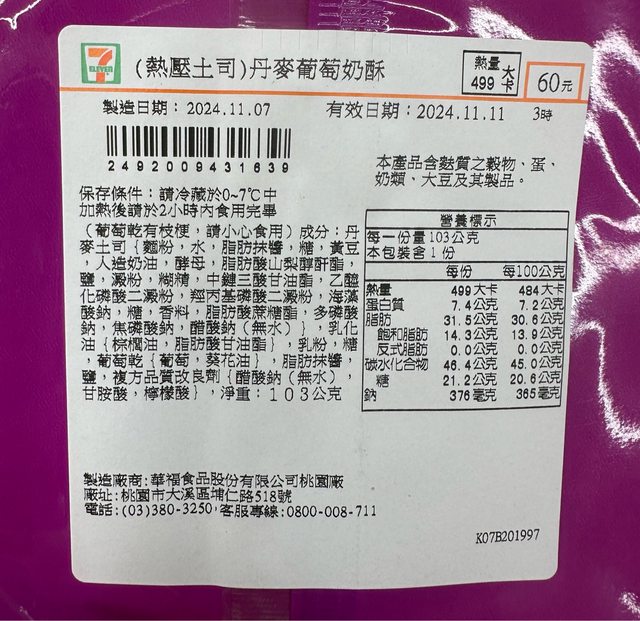 7
ELEVEN
(熱壓土司)丹麥葡萄奶酥
熱量
499
大卡
60元
製造日期：2024.11.07
有效日期：2024.11.11
3時
2492009431639
本產品含麩質之穀物、蛋、
奶類、大豆及其製品。
保存條件：請冷藏於0~7℃中
加熱後請於2小時內食用完畢
(葡萄乾有枝梗，請小心食用)成分：丹
麥土司{麵粉，水，脂肪抹醬，糖，黃豆
，人造奶油，酵母，脂肪酸山梨醇酐酯，
鹽，澱粉，糊精，中鏈三酸甘油酯，乙醯
化磷酸二澱粉，羥丙基磷酸二澱粉，海藻
酸鈉，糖，香料，脂肪酸蔗糖酯，多磷酸
鈉，焦磷酸鈉，醋酸鈉(無水)}，乳化
油{棕櫚油，脂肪酸甘油酯}，乳粉，糖
，葡萄乾{葡萄，葵花油}，脂肪抹醬，
鹽，複方品質改良劑{醋酸鈉(無水)，
甘胺酸，檸檬酸}，淨重：103公克
營養標示
每一份量103公克
本包裝含1份
每份 每100公克
熱量 499大卡 484大卡
蛋白質 7.4公克 7.2公克
脂肪 31.5公克 30.6公克
飽和脂肪 14.3公克 13.9公克
反式脂肪 0.0公克 0.0公克
碳水化合物 46.4公克 45.0公克
糖 21.2公克 20.6公克
鈉 376毫克 365毫克
製造廠商:華福食品股份有限公司桃園廠
廠址:桃園市大溪區埔仁路518號
電話:(03)380-3250,客服專線:0800-008-711
K07B201997